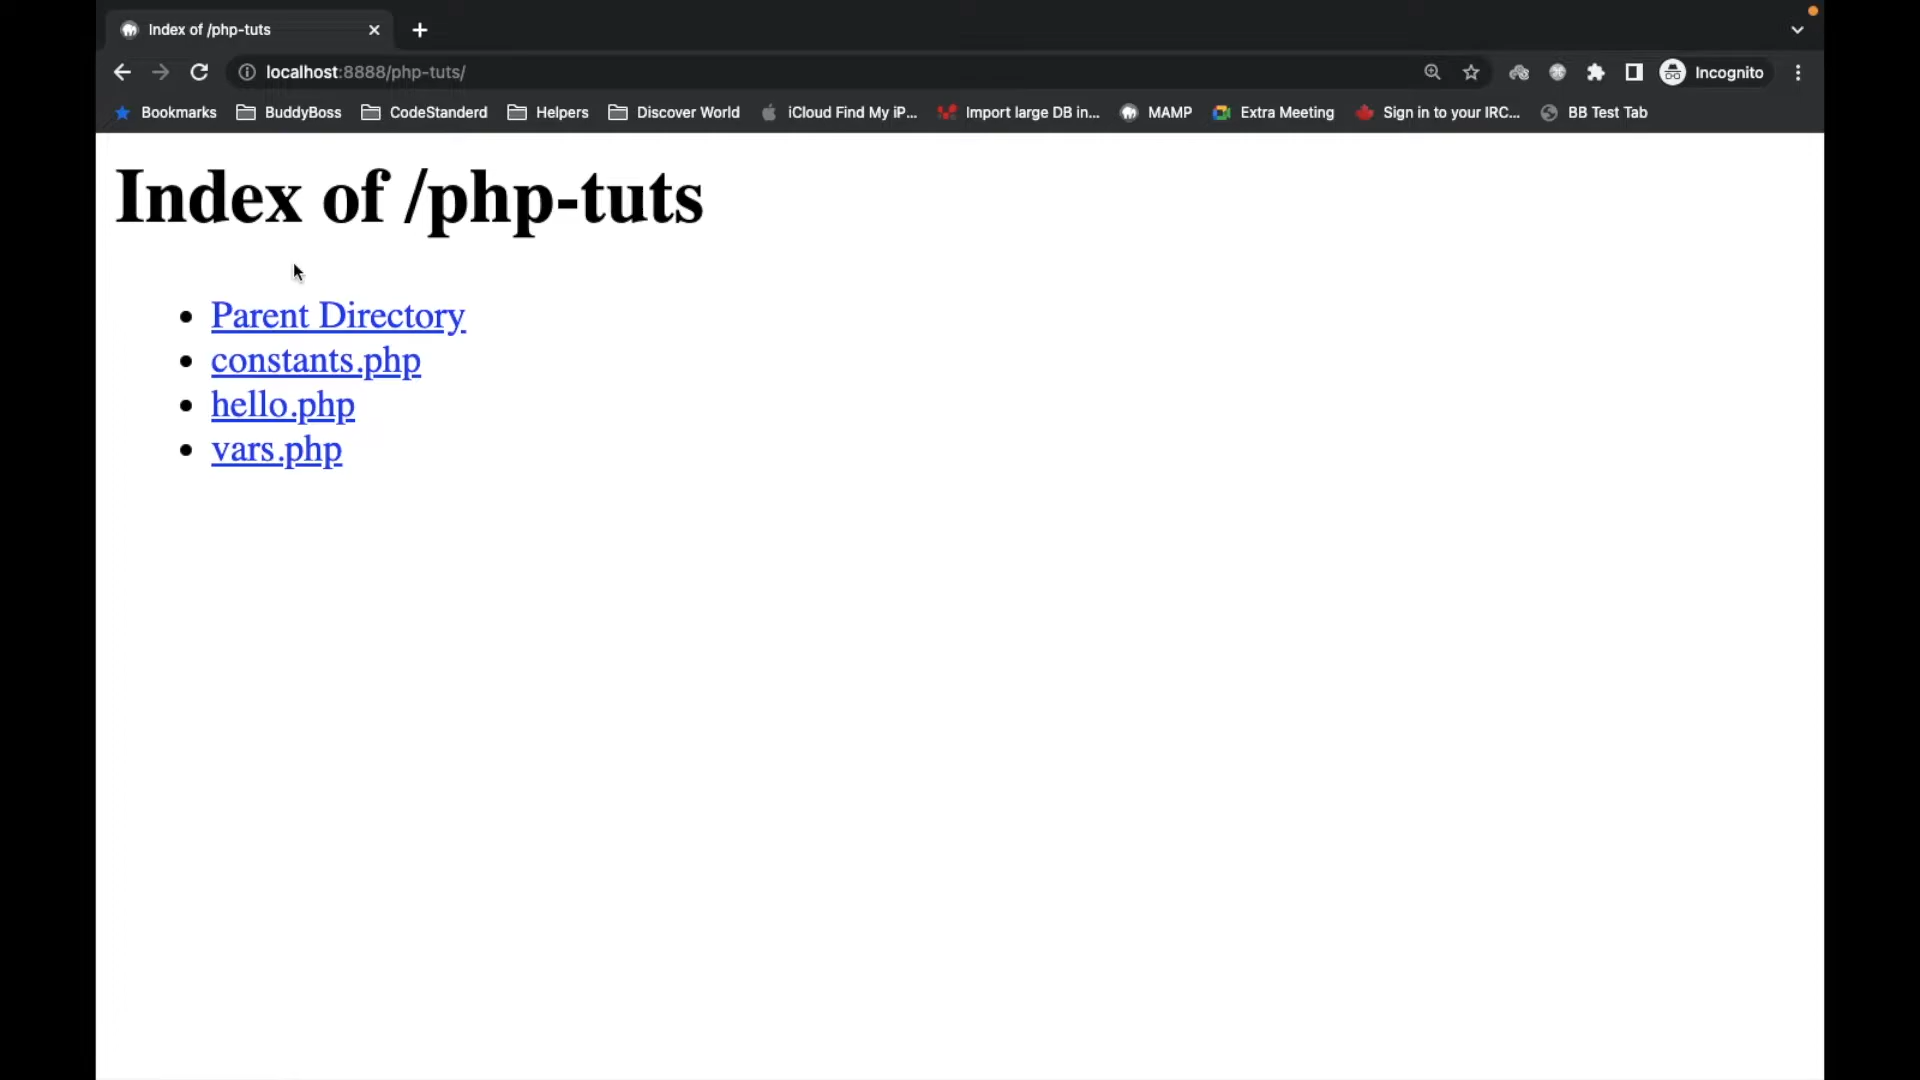 Index of /php-tuts
localhost:8888/php-tuts/
Incognito
Bookmarks BuddyBoss CodeStanderd Helpers Discover World iCloud Find My iP... Import large DB in... MAMP Extra Meeting Sign in to your IRC... BB Test Tab
Index of /php-tuts
Parent Directory
constants.php
hello.php
vars.php